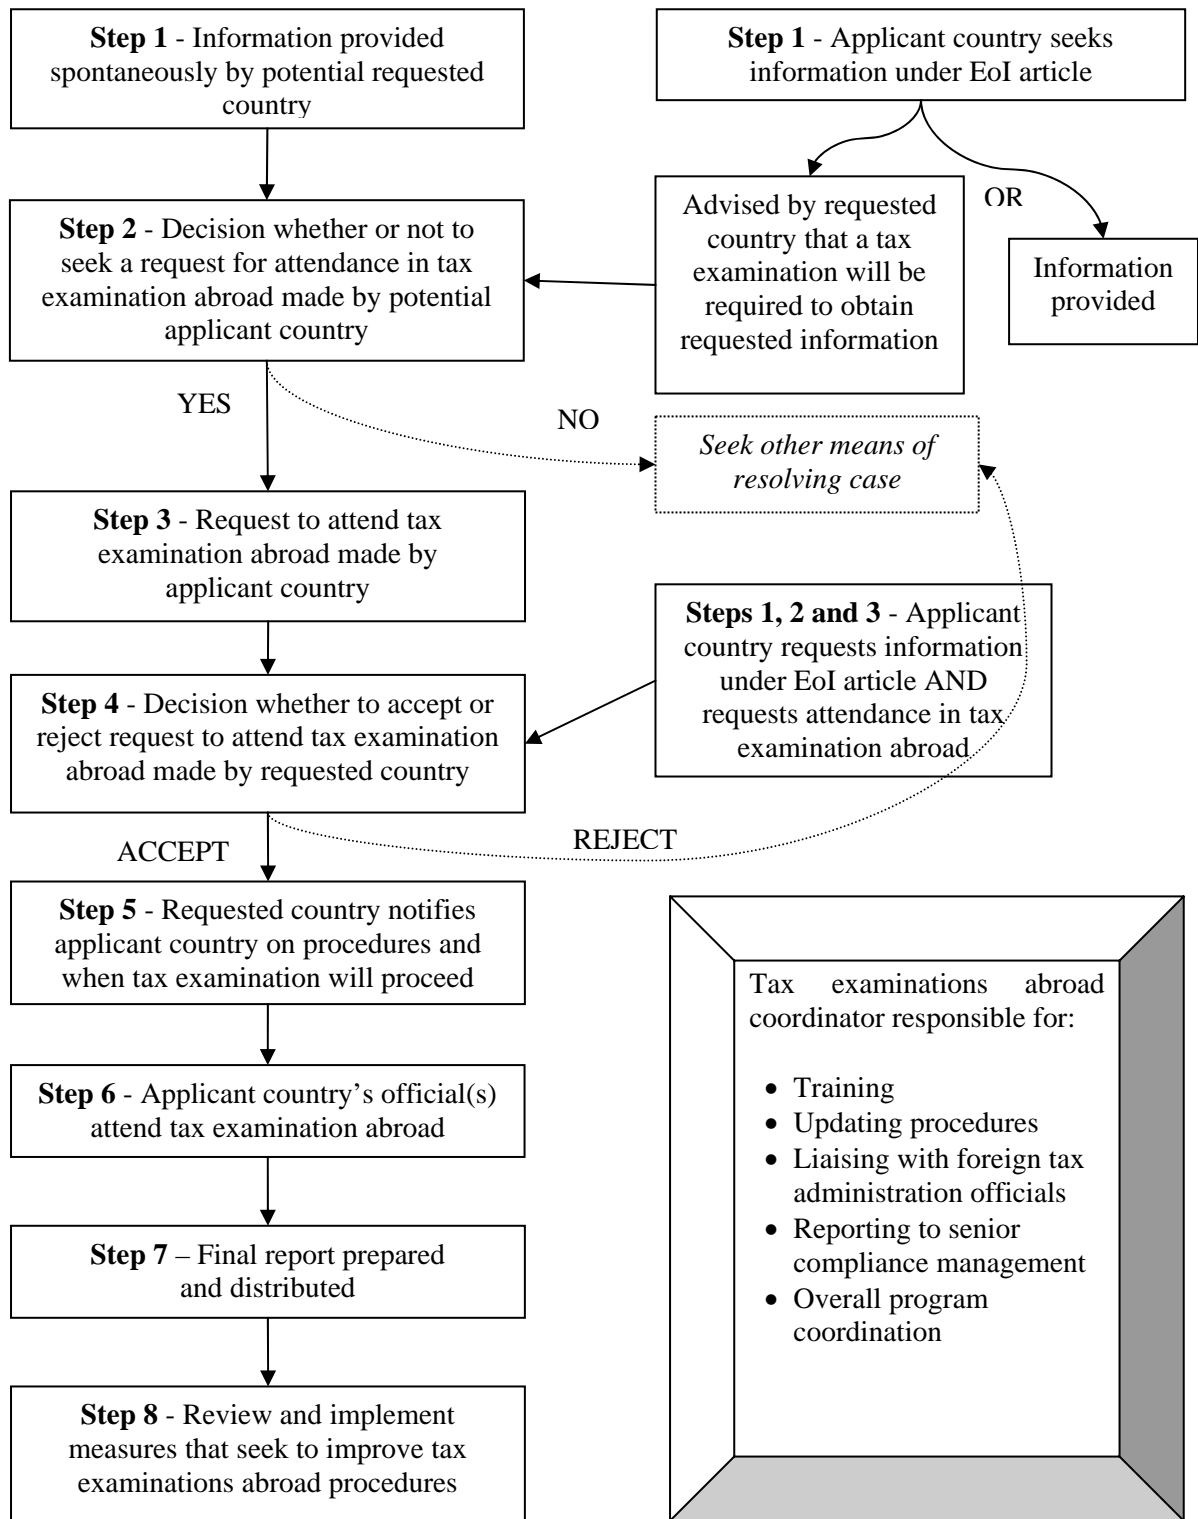 Step 1 - Information provided
spontaneously by potential requested
country
Step 1 - Applicant country seeks
information under EoI article
OR
Advised by requested
country that a tax
examination will be
required to obtain
requested information
Information
provided
Step 2 - Decision whether or not to
seek a request for attendance in tax
examination abroad made by potential
applicant country
YES
NO
Seek other means of
resolving case
Step 3 - Request to attend tax
examination abroad made by
applicant country
Steps 1, 2 and 3 - Applicant
country requests information
under EoI article AND
requests attendance in tax
examination abroad
Step 4 - Decision whether to accept or
reject request to attend tax examination
abroad made by requested country
ACCEPT
REJECT
Step 5 - Requested country notifies
applicant country on procedures and
when tax examination will proceed
Step 6 - Applicant country’s official(s)
attend tax examination abroad
Step 7 – Final report prepared
and distributed
Step 8 - Review and implement
measures that seek to improve tax
examinations abroad procedures
Tax examinations abroad
coordinator responsible for:
• Training
• Updating procedures
• Liaising with foreign tax
administration officials
• Reporting to senior
compliance management
• Overall program
coordination